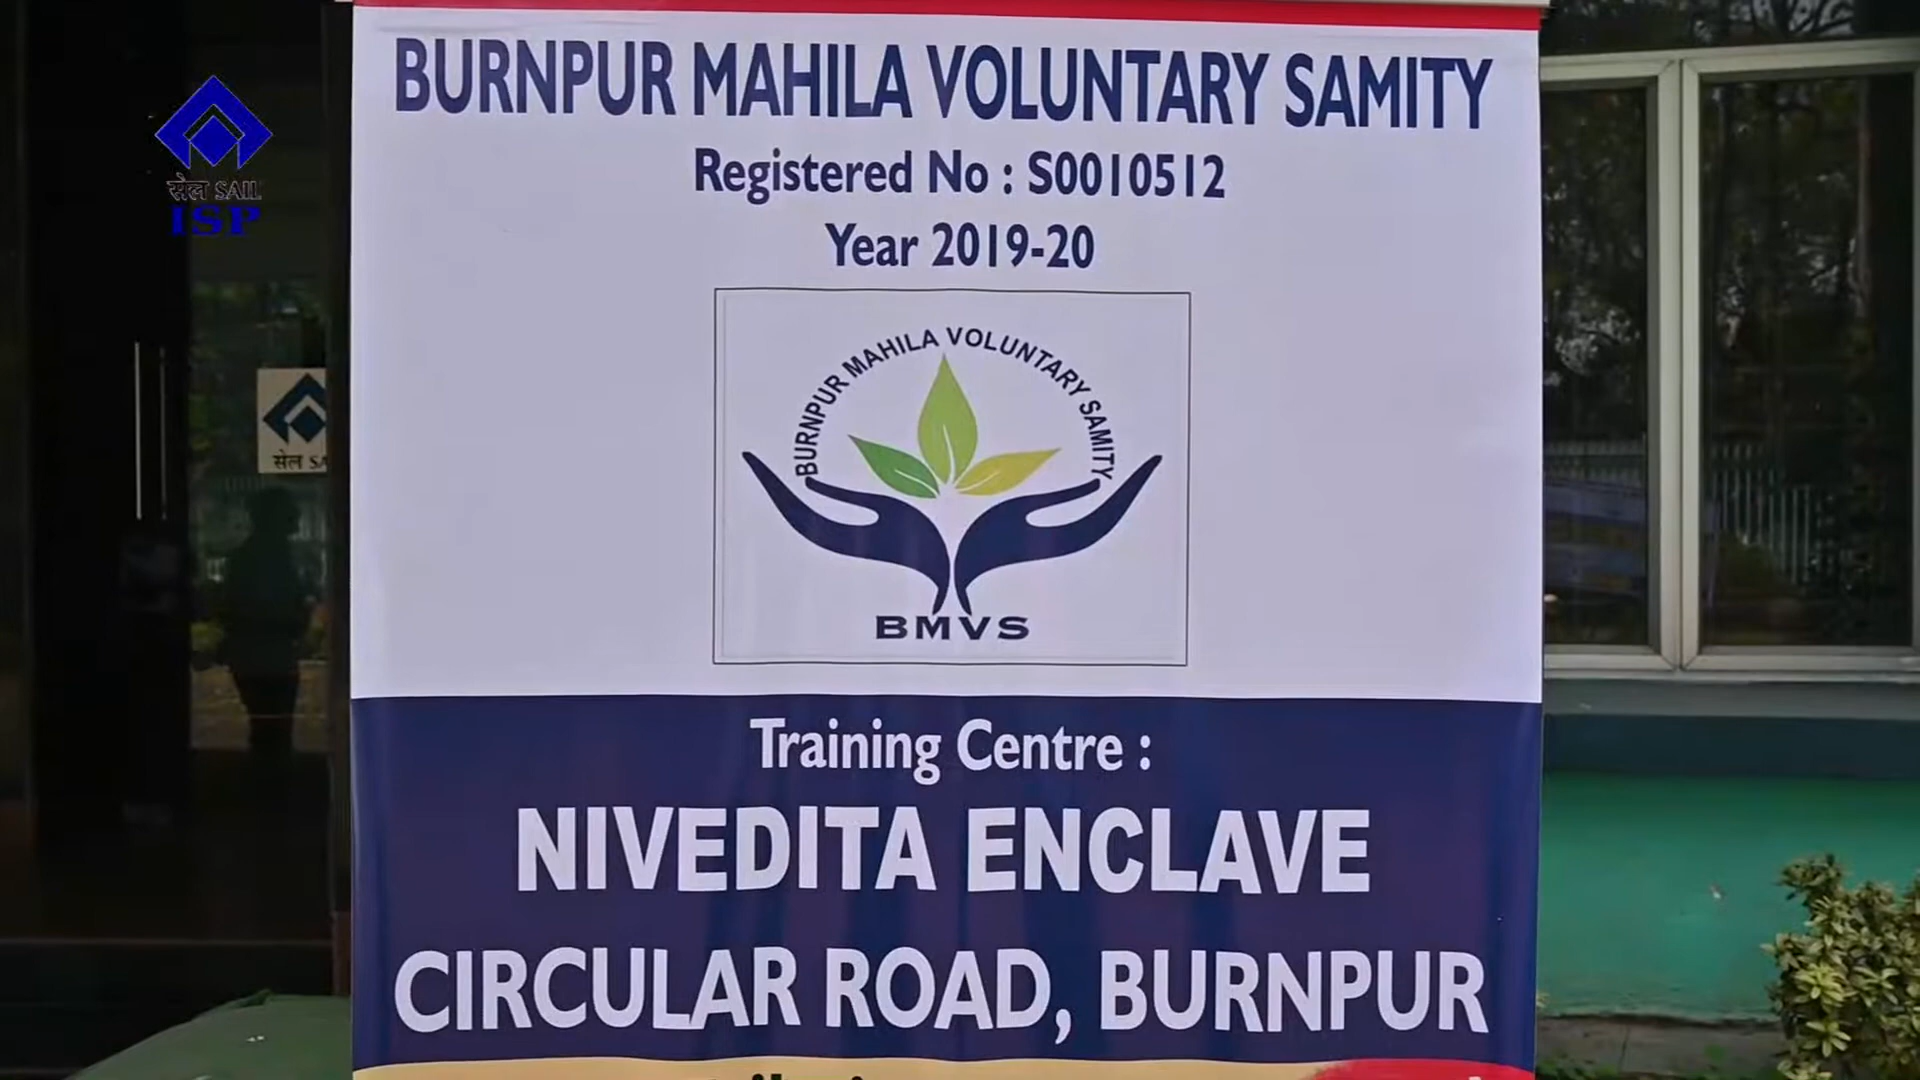 BURNPUR MAHILA VOLUNTARY SAMITY
Registered No : S0010512
Year 2019-20
BURNPUR MAHILA VOLUNTARY SAMITY
BMVS
Training Centre :
NIVEDITA ENCLAVE
CIRCULAR ROAD, BURNPUR
सेल SAIL
ISP
सेल